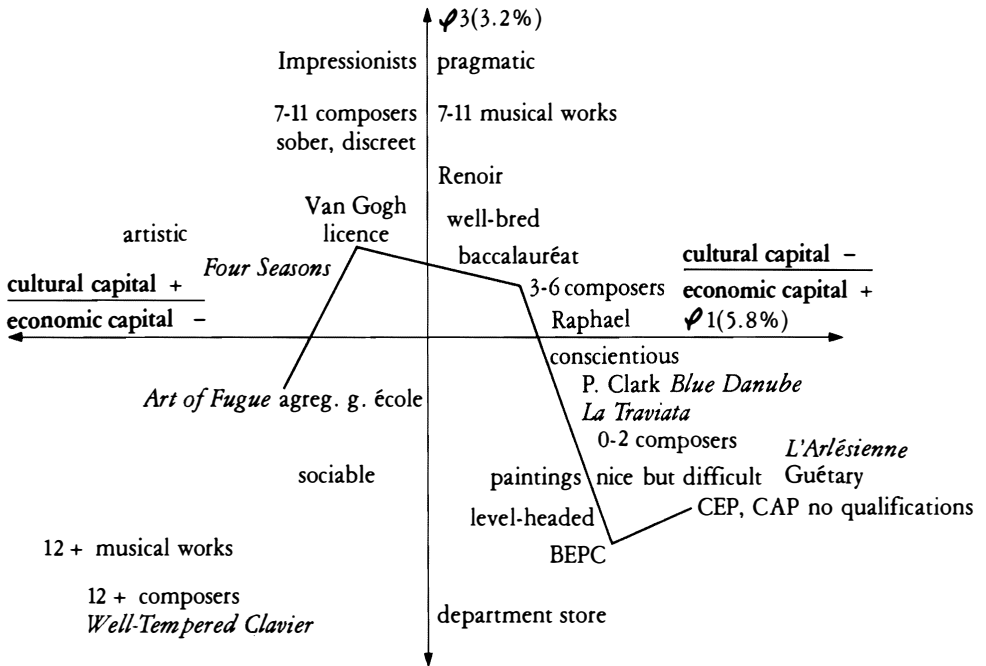 φ3(3.2%)
Impressionists pragmatic
7-11 composers 7-11 musical works
sober, discreet
Renoir
Van Gogh
licence
well-bred
artistic
baccalauréat
Four Seasons
cultural capital +
economic capital -
cultural capital -
economic capital +
3-6 composers
Raphael
φ1(5.8%)
conscientious
P. Clark Blue Danube
La Traviata
Art of Fugue agreg. g. école
0-2 composers
L'Arlésienne
Guétary
sociable
paintings nice but difficult
level-headed
CEP, CAP no qualifications
BEPC
12 + musical works
12 + composers
Well-Tempered Clavier
department store